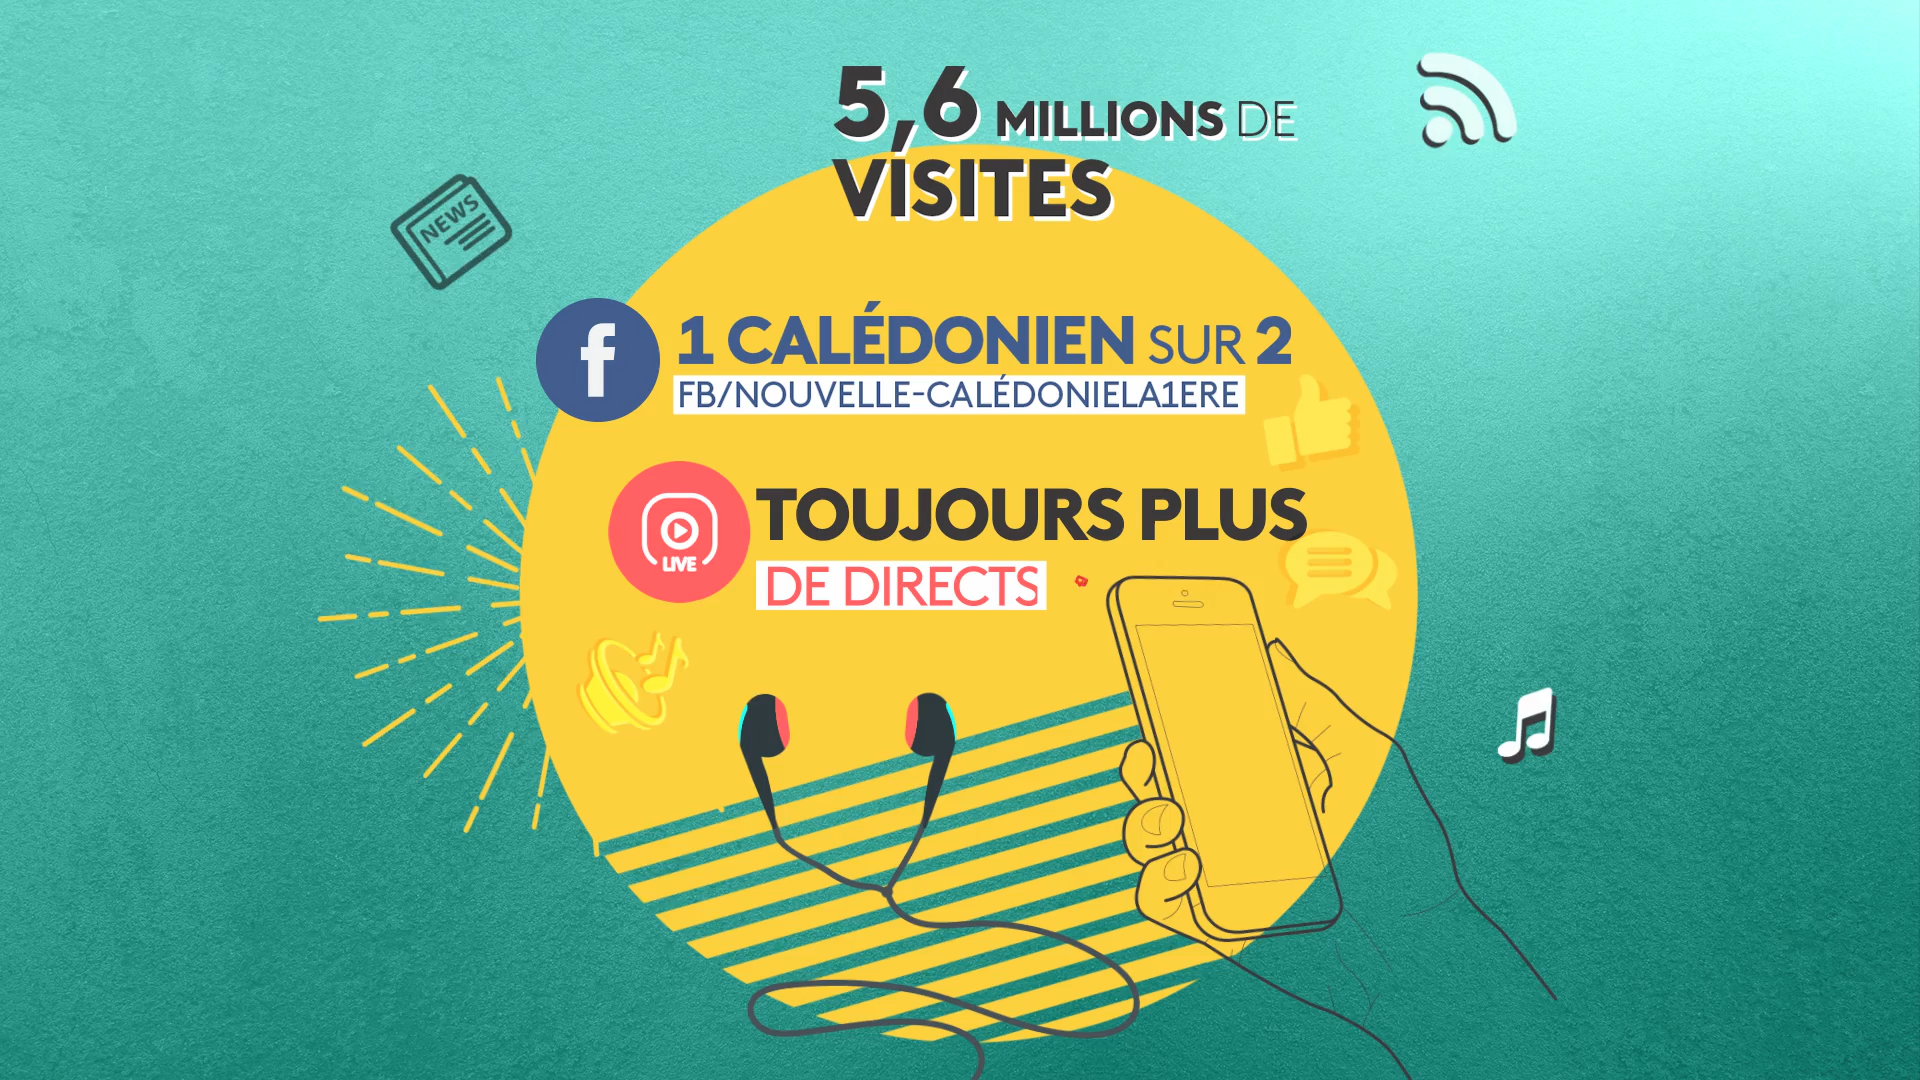 5,6 MILLIONS DE
VISITES
NEWS
f
1 CALÉDONIEN SUR 2
FB/NOUVELLE-CALÉDONIELA1ERE
TOUJOURS PLUS
LIVE
DE DIRECTS